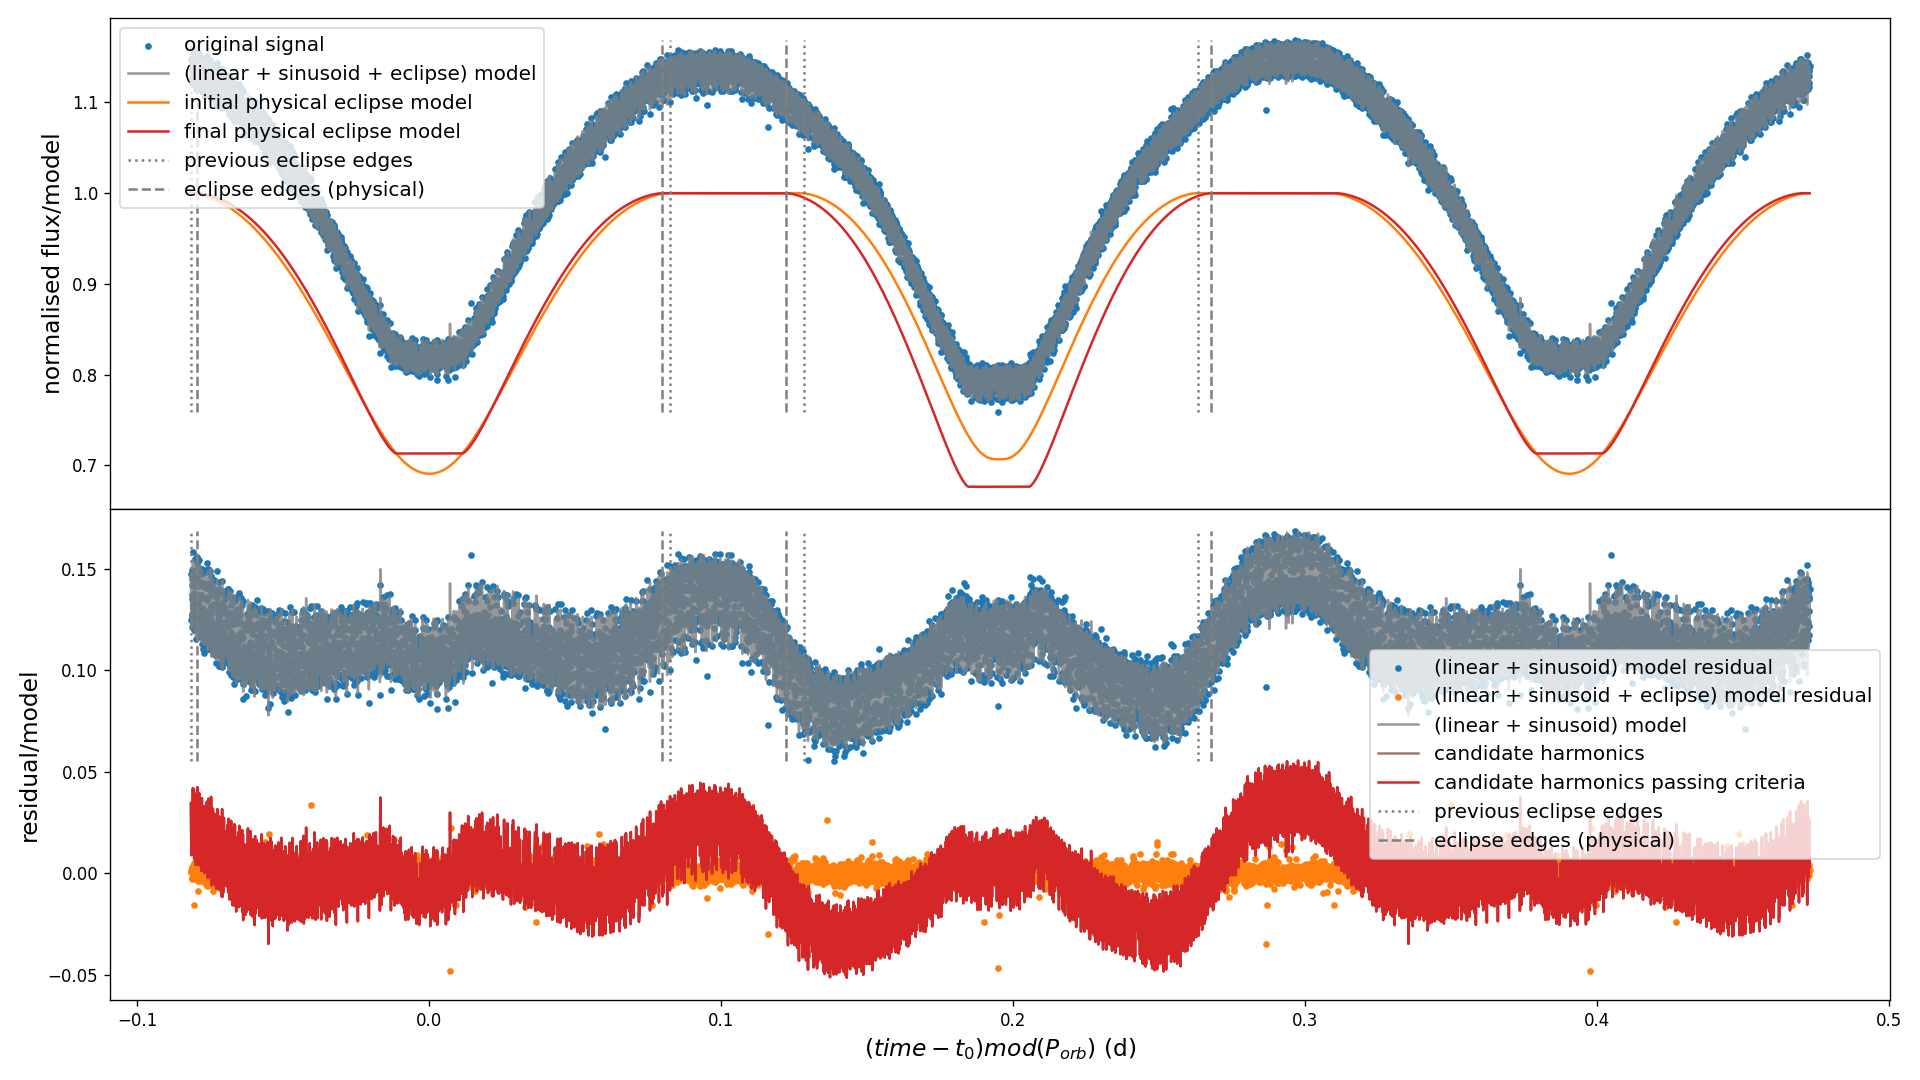 original signal
(linear + sinusoid + eclipse) model
initial physical eclipse model
final physical eclipse model
previous eclipse edges
eclipse edges (physical)
normalised flux/model
1.1
1.0
0.9
0.8
0.7
(linear + sinusoid) model residual
(linear + sinusoid + eclipse) model residual
(linear + sinusoid) model
candidate harmonics
candidate harmonics passing criteria
previous eclipse edges
eclipse edges (physical)
residual/model
0.15
0.10
0.05
0.00
−0.05
−0.1 0.0 0.1 0.2 0.3 0.4 0.5
(time − t₀)mod(Pₒᵣb) (d)